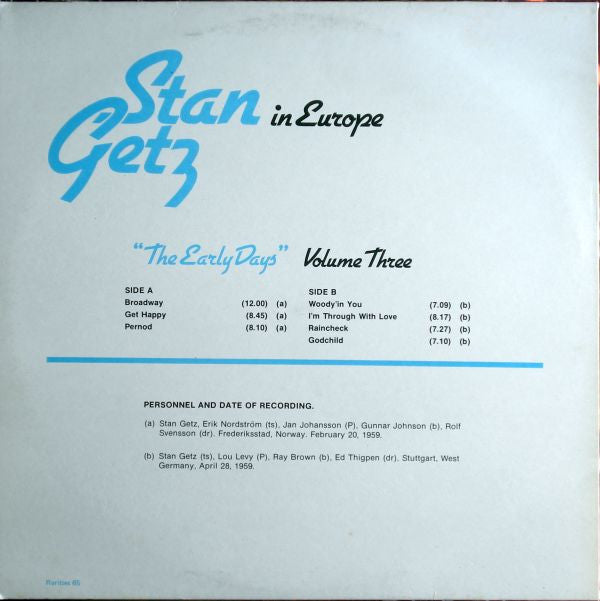 Stan Getz in Europe
"The Early Days" Volume Three
SIDE A
Broadway (12.00) (a)
Get Happy (8.45) (a)
Pernod (8.10) (a)
SIDE B
Woody'in You (7.09) (b)
I'm Through With Love (8.17) (b)
Raincheck (7.27) (b)
Godchild (7.10) (b)
PERSONNEL AND DATE OF RECORDING.
(a) Stan Getz, Erik Nordström (ts), Jan Johansson (P), Gunnar Johnson (b), Rolf
Svensson (dr). Frederiksstad, Norway. February 20, 1959.
(b) Stan Getz (ts), Lou Levy (P), Ray Brown (b), Ed Thigpen (dr). Stuttgart, West
Germany, April 28, 1959.
Rarities 65